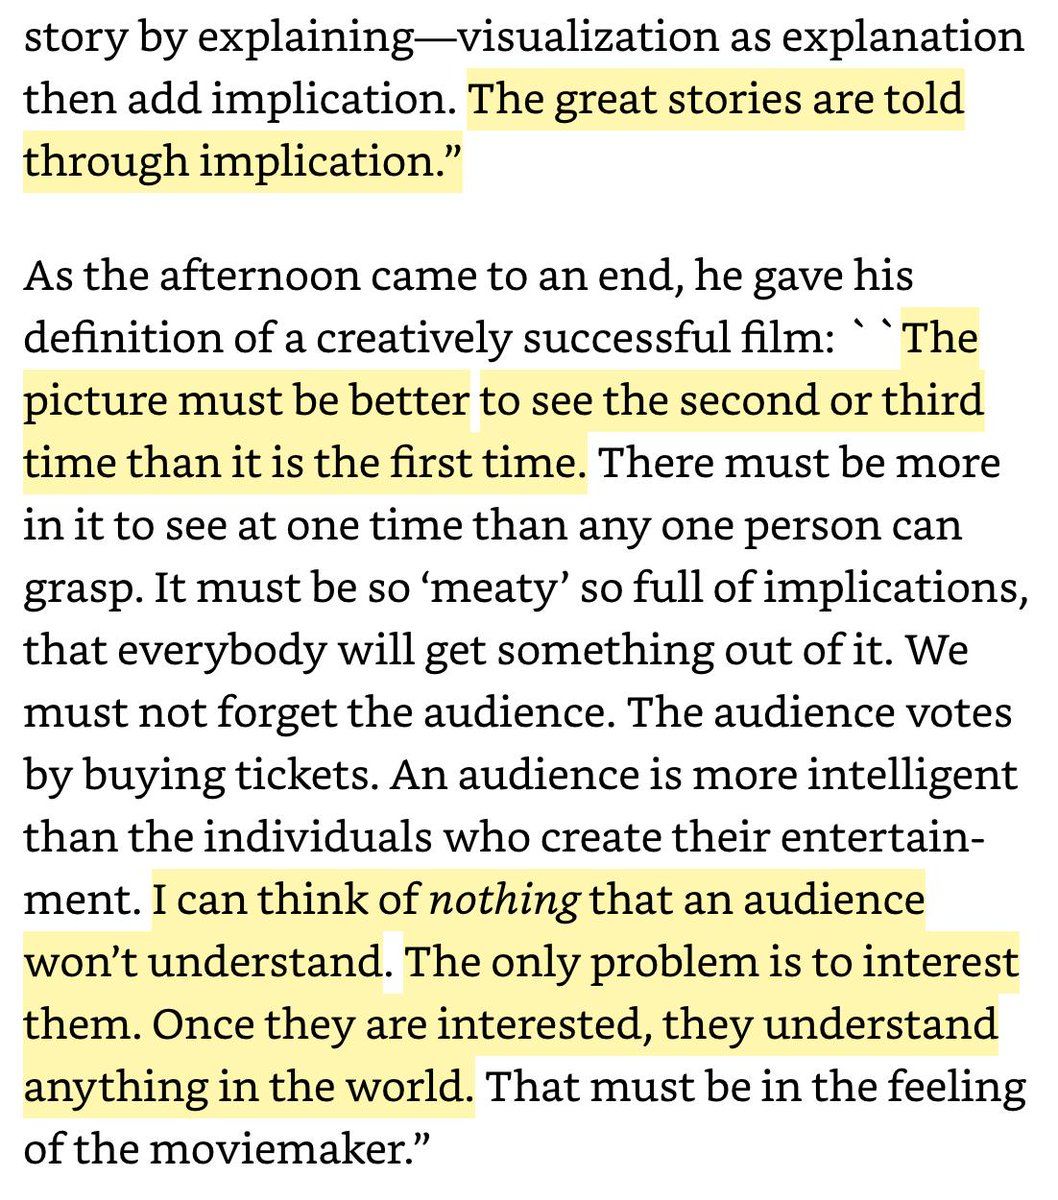 story by explaining—visualization as explanation
then add implication. The great stories are told
through implication.”
As the afternoon came to an end, he gave his
definition of a creatively successful film: ``The
picture must be better to see the second or third
time than it is the first time. There must be more
in it to see at one time than any one person can
grasp. It must be so ‘meaty’ so full of implications,
that everybody will get something out of it. We
must not forget the audience. The audience votes
by buying tickets. An audience is more intelligent
than the individuals who create their entertain-
ment. I can think of nothing that an audience
won’t understand. The only problem is to interest
them. Once they are interested, they understand
anything in the world. That must be in the feeling
of the moviemaker.”